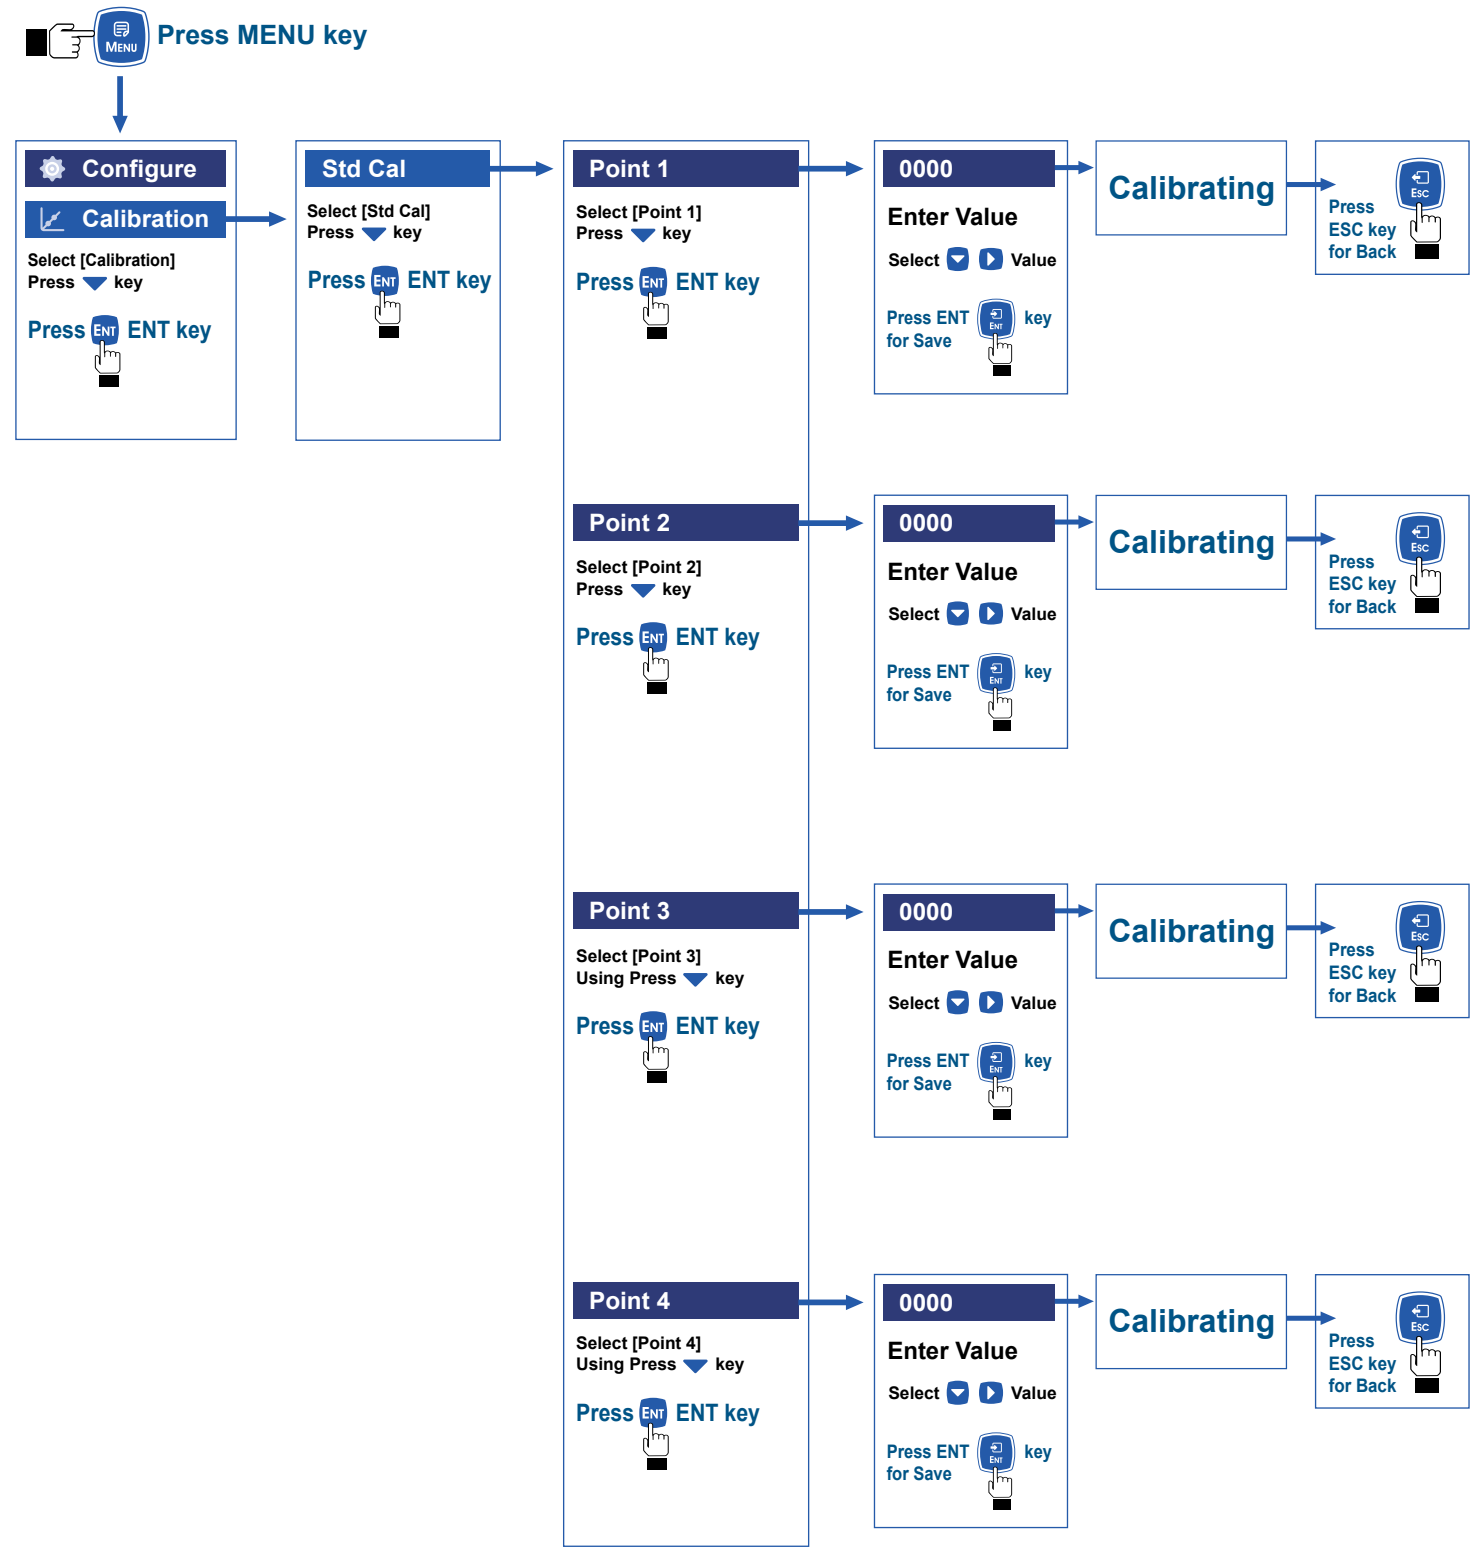 MENU
Press MENU key
Configure
Calibration
Select [Calibration]
Press key
Press ENT ENT key
Std Cal
Select [Std Cal]
Press key
Press ENT ENT key
Point 1
Select [Point 1]
Press key
Press ENT ENT key
0000
Enter Value
Select Value
Press ENT ENT key
for Save
Calibrating
ESC
Press
ESC key
for Back
Point 2
Select [Point 2]
Press key
Press ENT ENT key
0000
Enter Value
Select Value
Press ENT ENT key
for Save
Calibrating
ESC
Press
ESC key
for Back
Point 3
Select [Point 3]
Using Press key
Press ENT ENT key
0000
Enter Value
Select Value
Press ENT ENT key
for Save
Calibrating
ESC
Press
ESC key
for Back
Point 4
Select [Point 4]
Using Press key
Press ENT ENT key
0000
Enter Value
Select Value
Press ENT ENT key
for Save
Calibrating
ESC
Press
ESC key
for Back